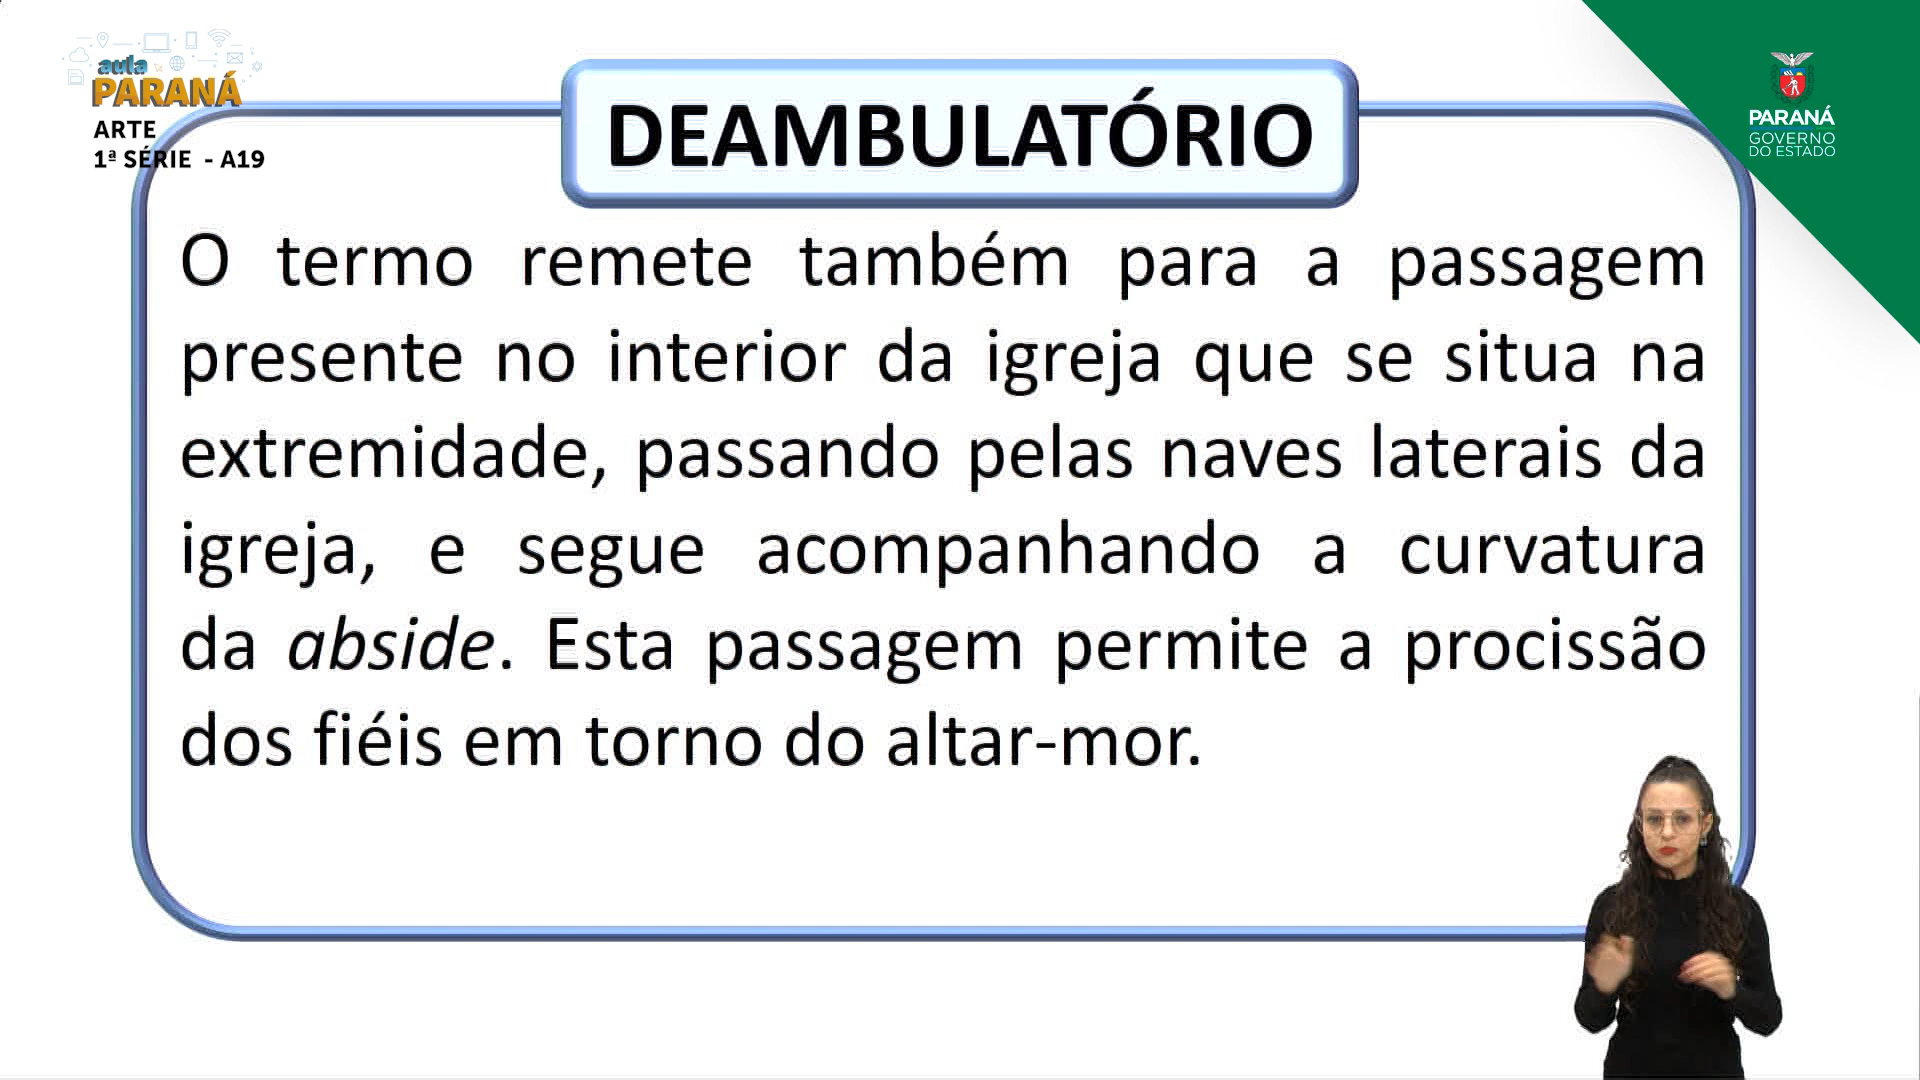 aula
PARANÁ
ARTE
1ª SÉRIE - A19
DEAMBULATÓRIO
PARANÁ
GOVERNO
DO ESTADO
O termo remete também para a passagem
presente no interior da igreja que se situa na
extremidade, passando pelas naves laterais da
igreja, e segue acompanhando a curvatura
da abside. Esta passagem permite a procissão
dos fiéis em torno do altar-mor.